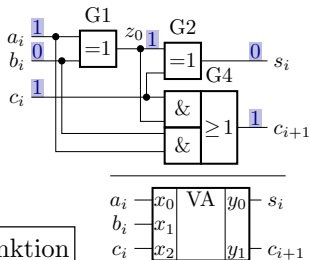 G1 G2
a_i 1 =1 z_0 1 =1 0 s_i
b_i 0
G4
c_i 1 & ≥1 1 c_{i+1}
&
a_i x_0 VA y_0 s_i
b_i x_1
nktion c_i x_2 y_1 c_{i+1}